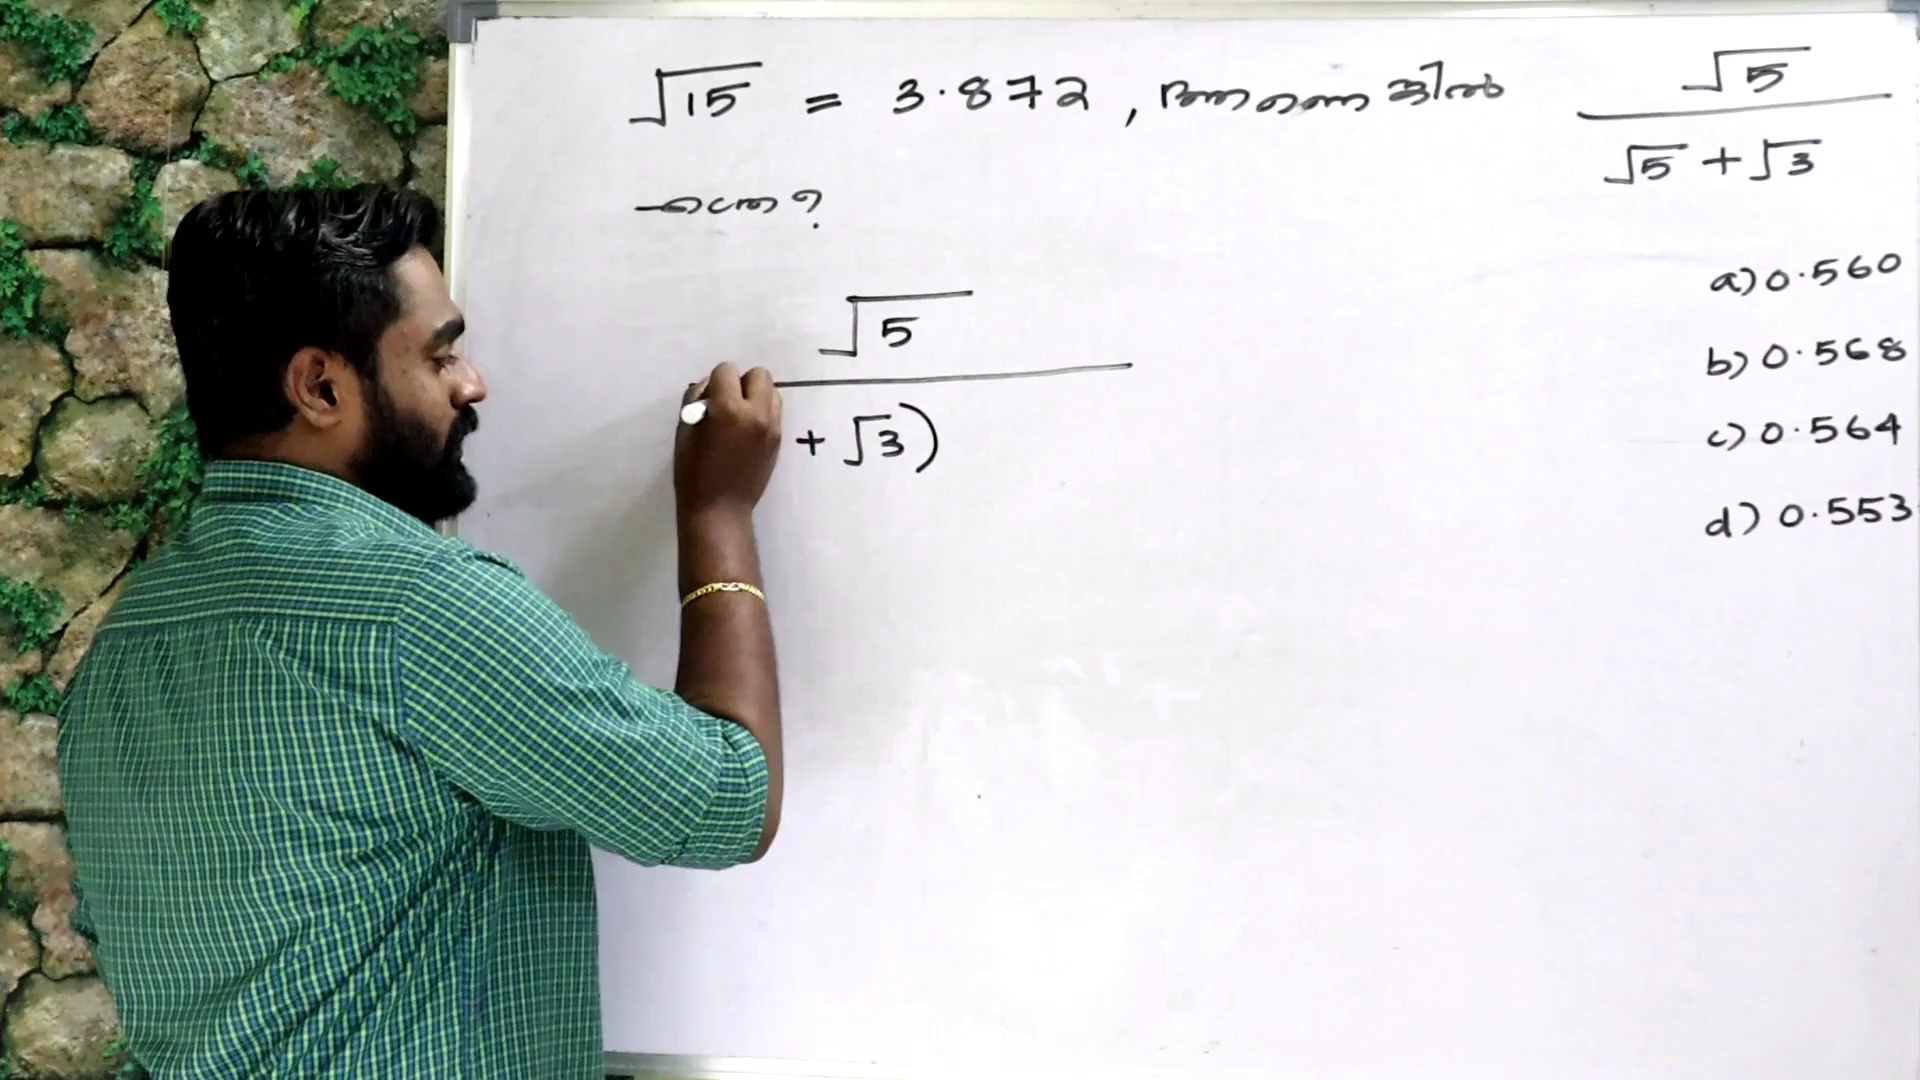 √15 = 3.872, ആണെങ്കിൽ √5 / √5 + √3
എത്ര?
√5
+ √3)
a) 0.560
b) 0.568
c) 0.564
d) 0.553